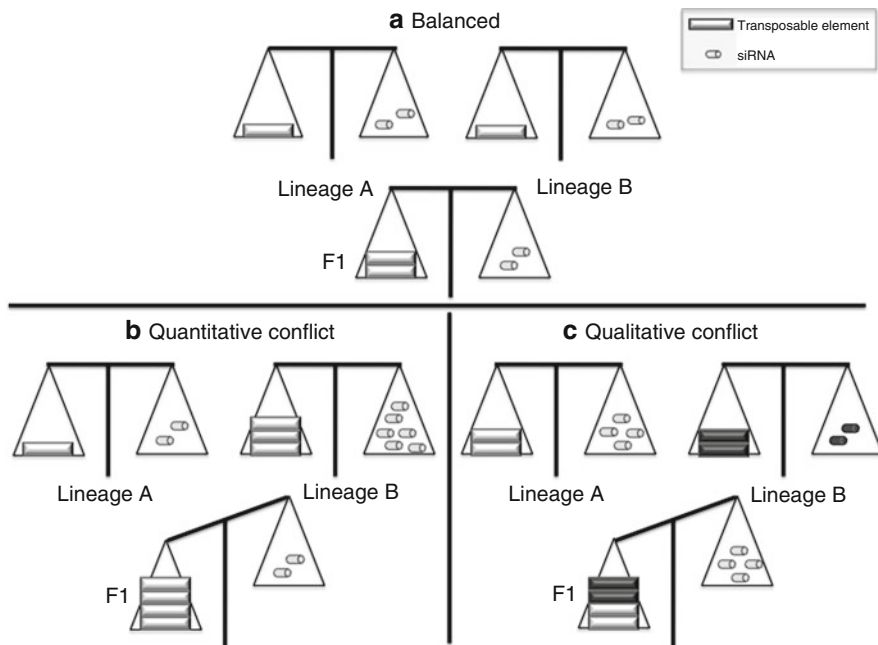 a Balanced
Transposable element
siRNA
Lineage A
Lineage B
F1
b Quantitative conflict
c Qualitative conflict
Lineage A
Lineage B
Lineage A
Lineage B
F1
F1